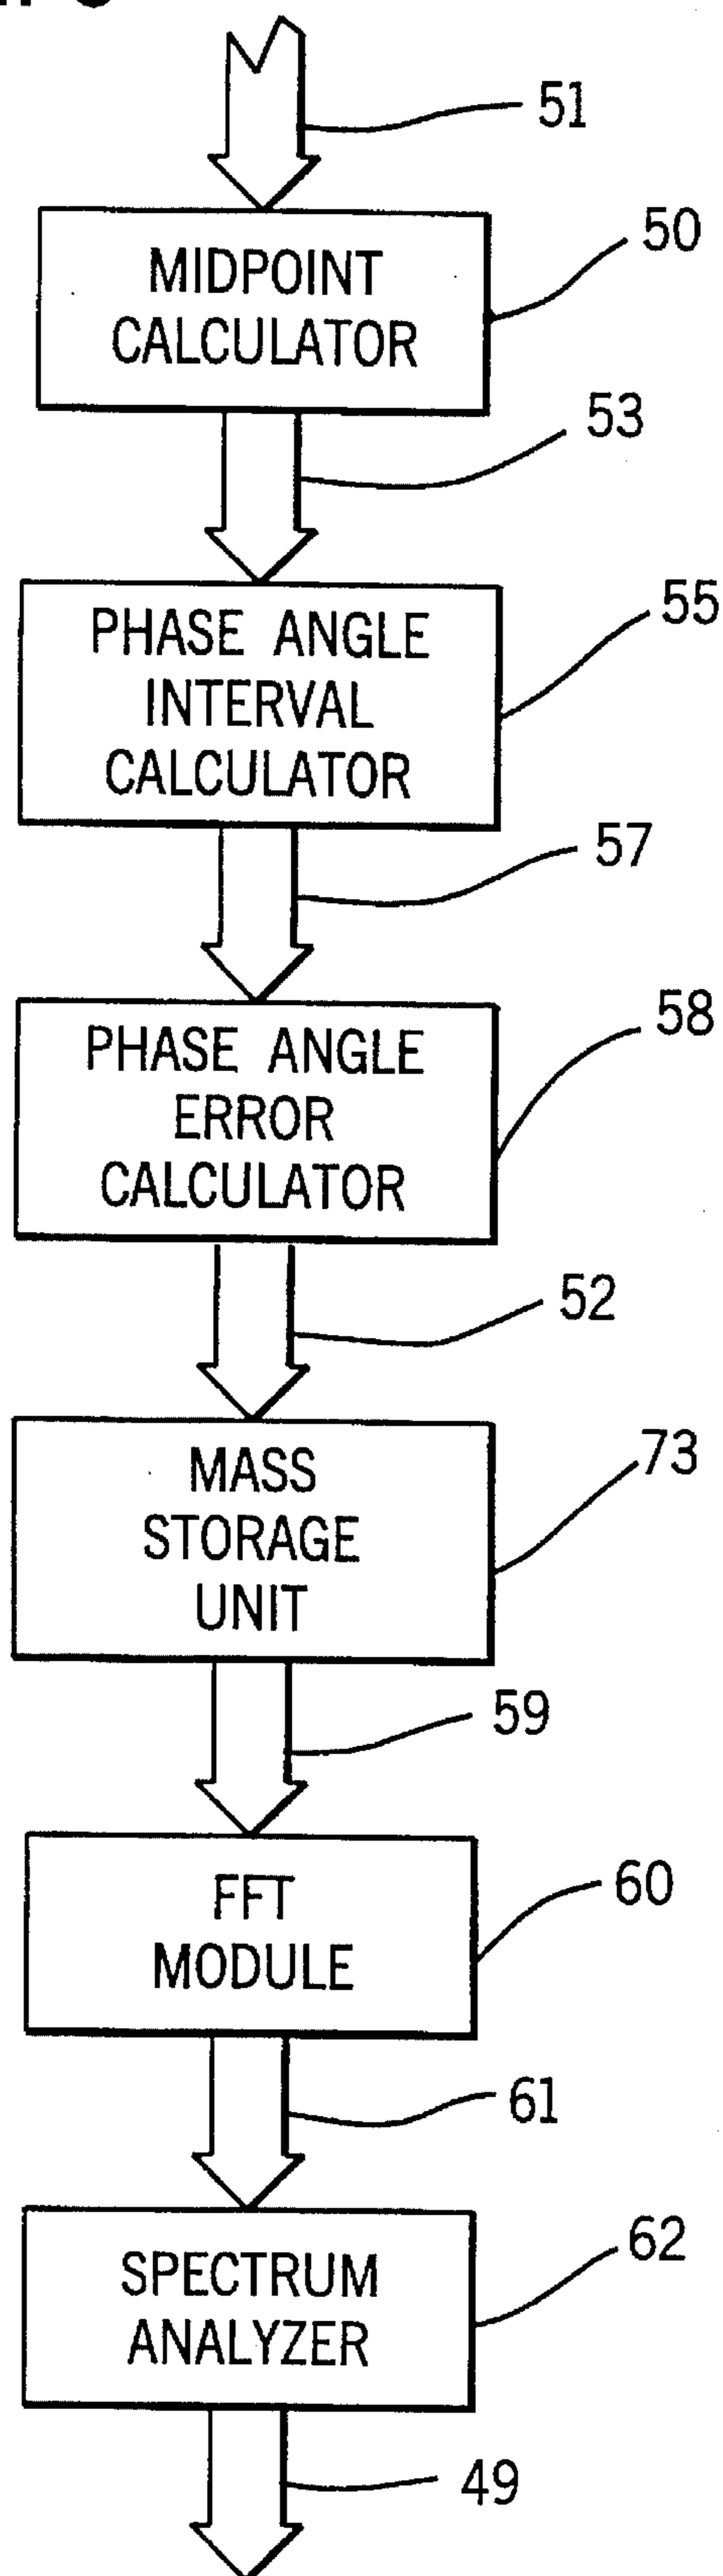 51
MIDPOINT
CALCULATOR
50
53
PHASE ANGLE
INTERVAL
CALCULATOR
55
57
PHASE ANGLE
ERROR
CALCULATOR
58
52
MASS
STORAGE
UNIT
73
59
FFT
MODULE
60
61
SPECTRUM
ANALYZER
62
49